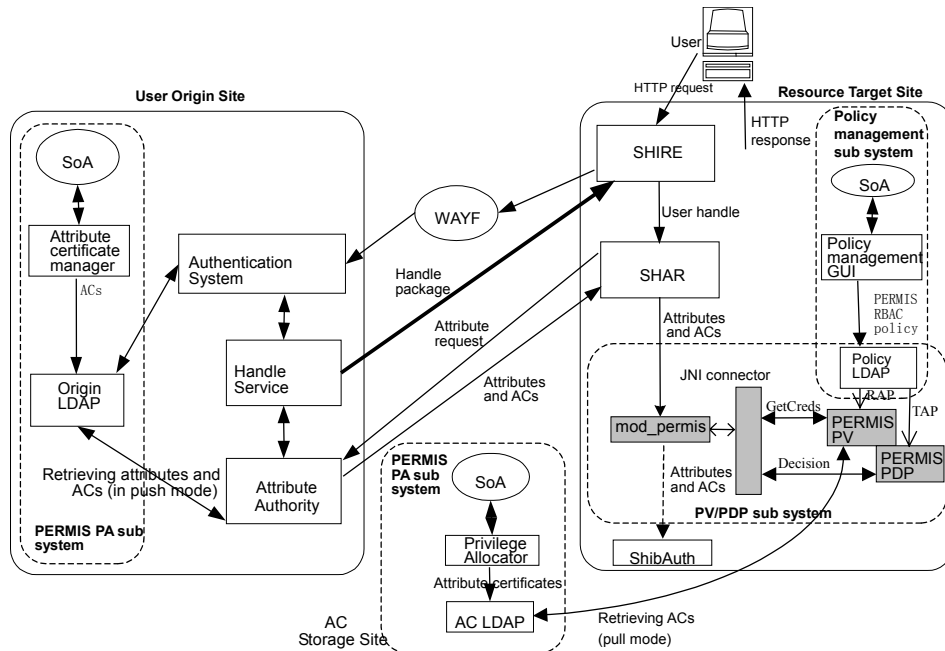 User
HTTP request
User Origin Site
Resource Target Site
HTTP
response
Policy
management
sub system
SoA
SHIRE
SoA
WAYF
User handle
Attribute
certificate
manager
Authentication
System
Policy
management
GUI
SHAR
Handle
package
ACs
PERMIS
RBAC
policy
Attribute
request
Attributes
and ACs
Policy
LDAP
Origin
LDAP
Handle
Service
JNI connector
Attributes
and ACs
RAP
TAP
GetCreds
mod_permis
PERMIS
PV
PERMIS
PDP
Retrieving attributes and
ACs (in push mode)
Attribute
Authority
PERMIS
PA sub
system
SoA
Attributes
and ACs
Decision
PV/PDP sub system
PERMIS PA sub
system
Privilege
Allocator
ShibAuth
Attribute certificates
AC LDAP
AC
Storage Site
Retrieving ACs
(pull mode)